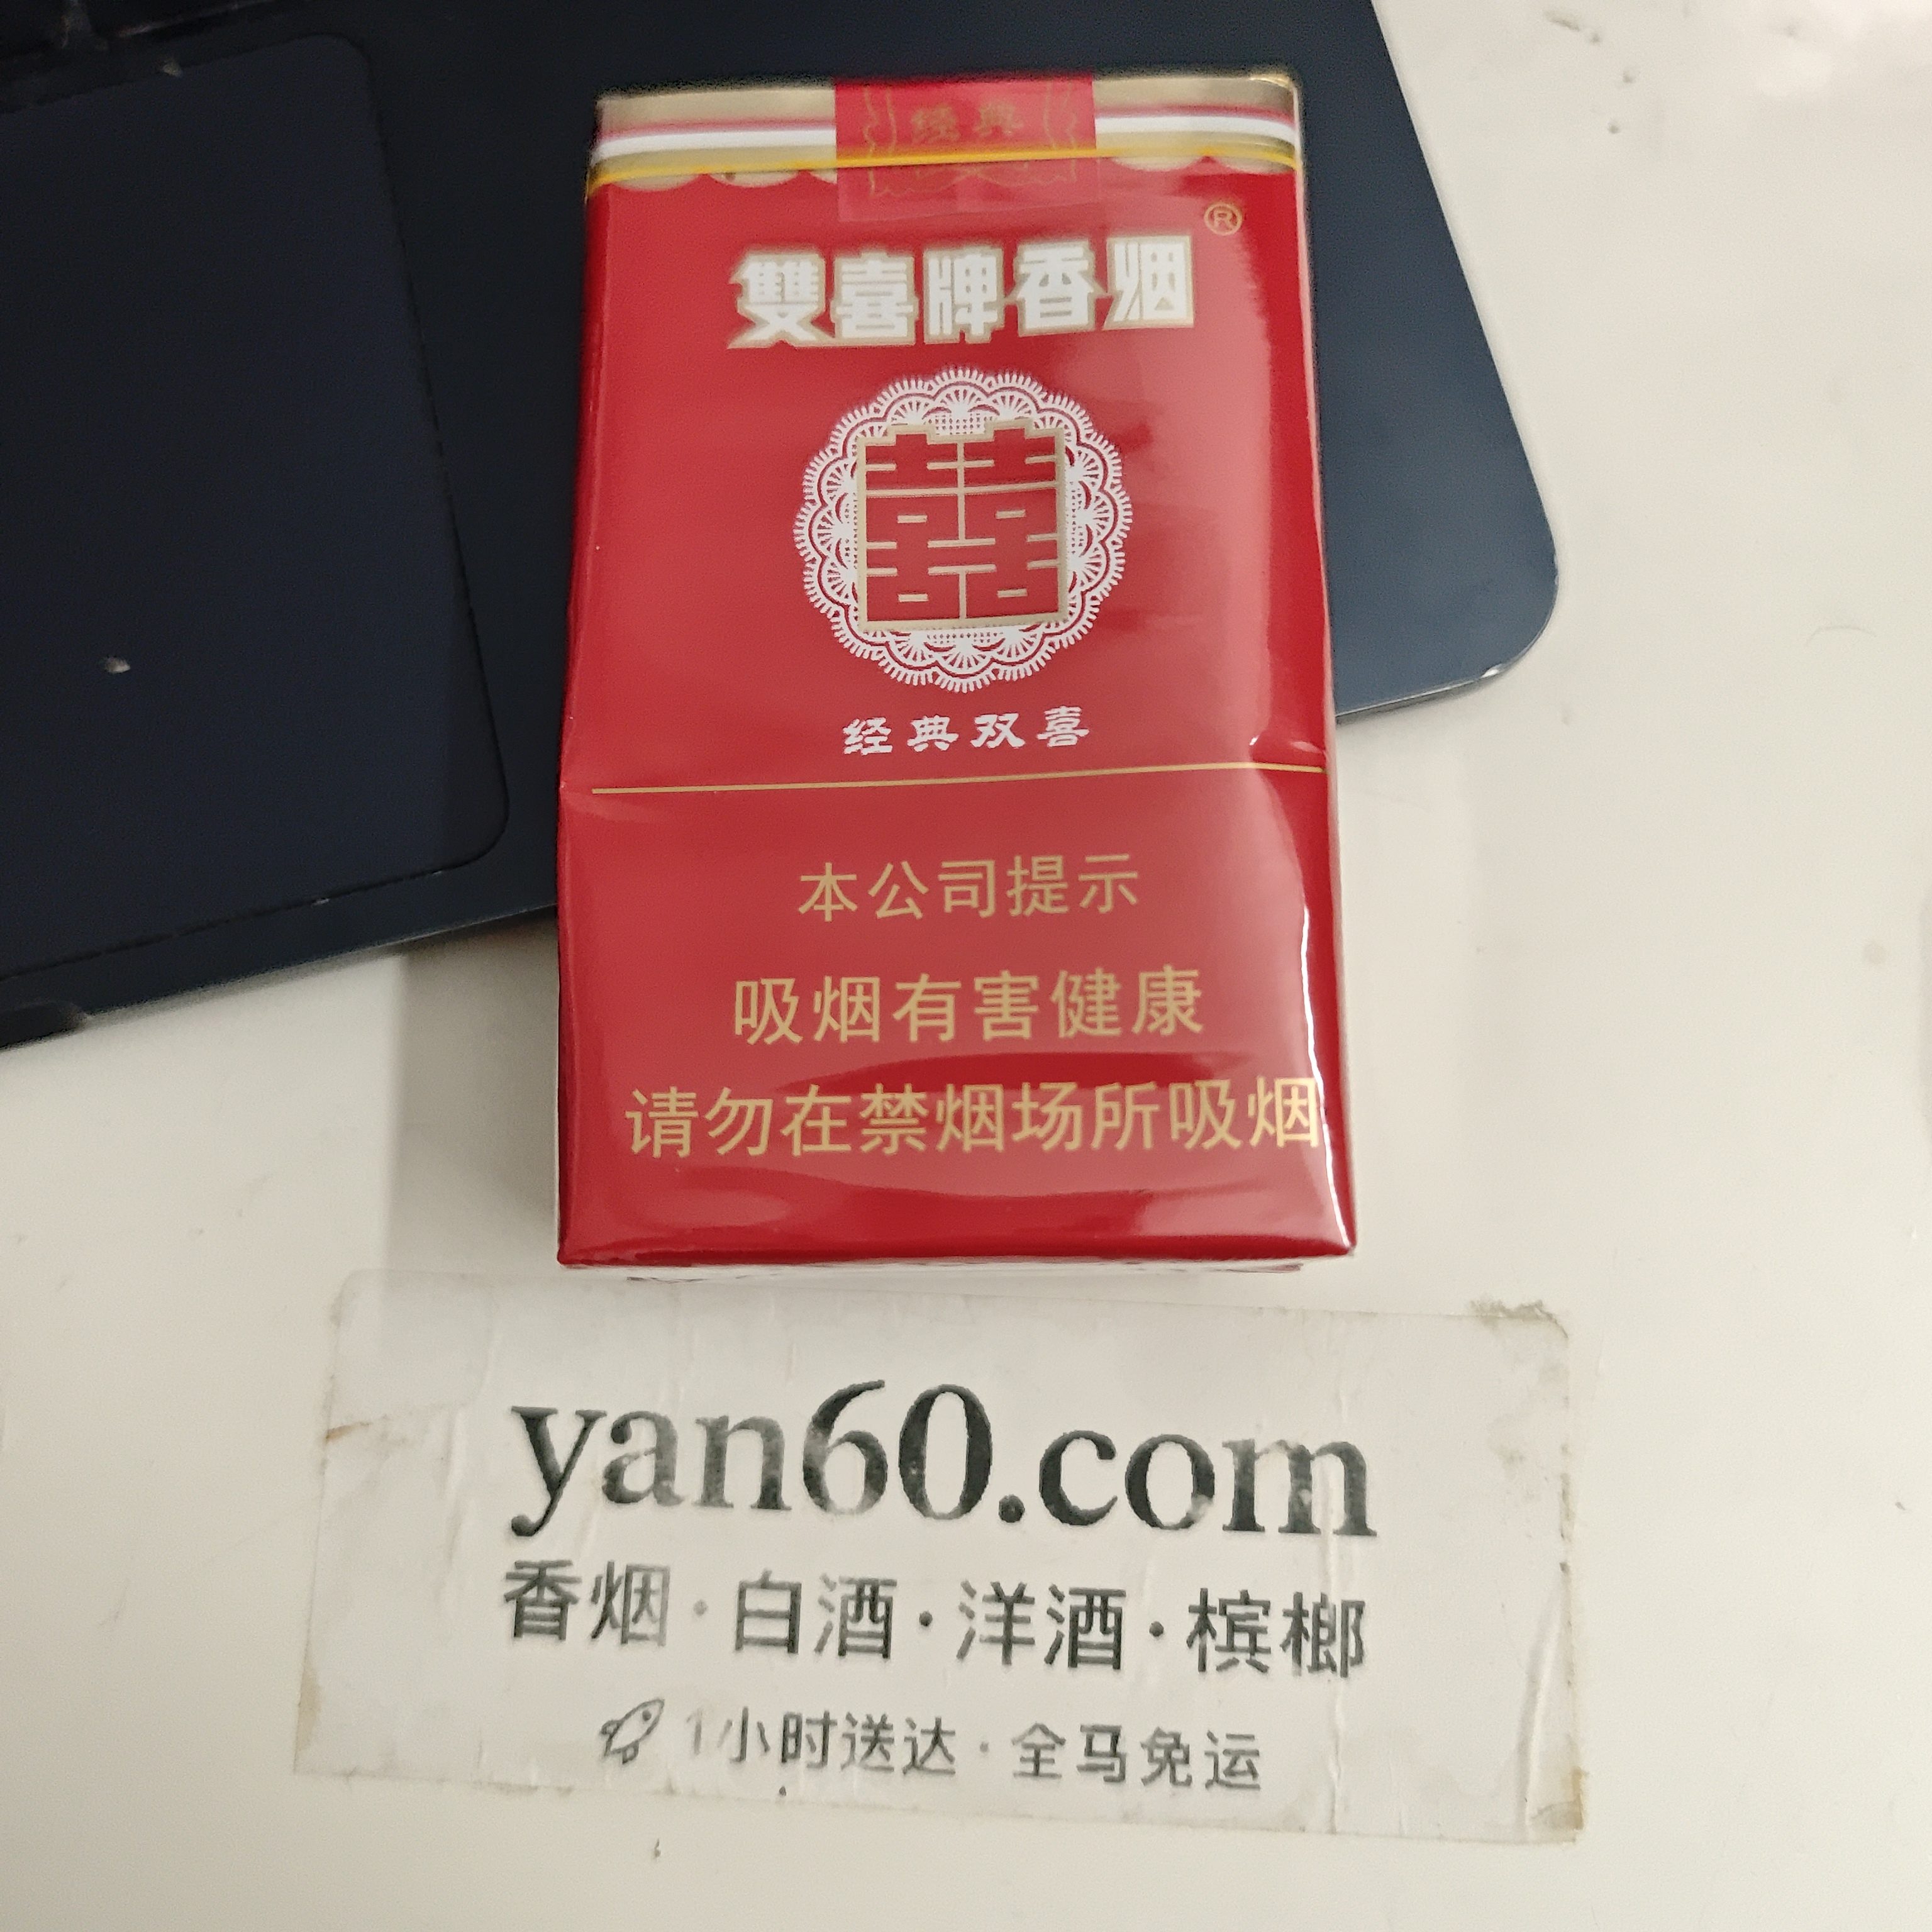 经典
®
雙喜牌香烟
囍
经典双喜
本公司提示
吸烟有害健康
请勿在禁烟场所吸烟
yan60.com
香烟·白酒·洋酒·槟榔
1小时送达·全马免运